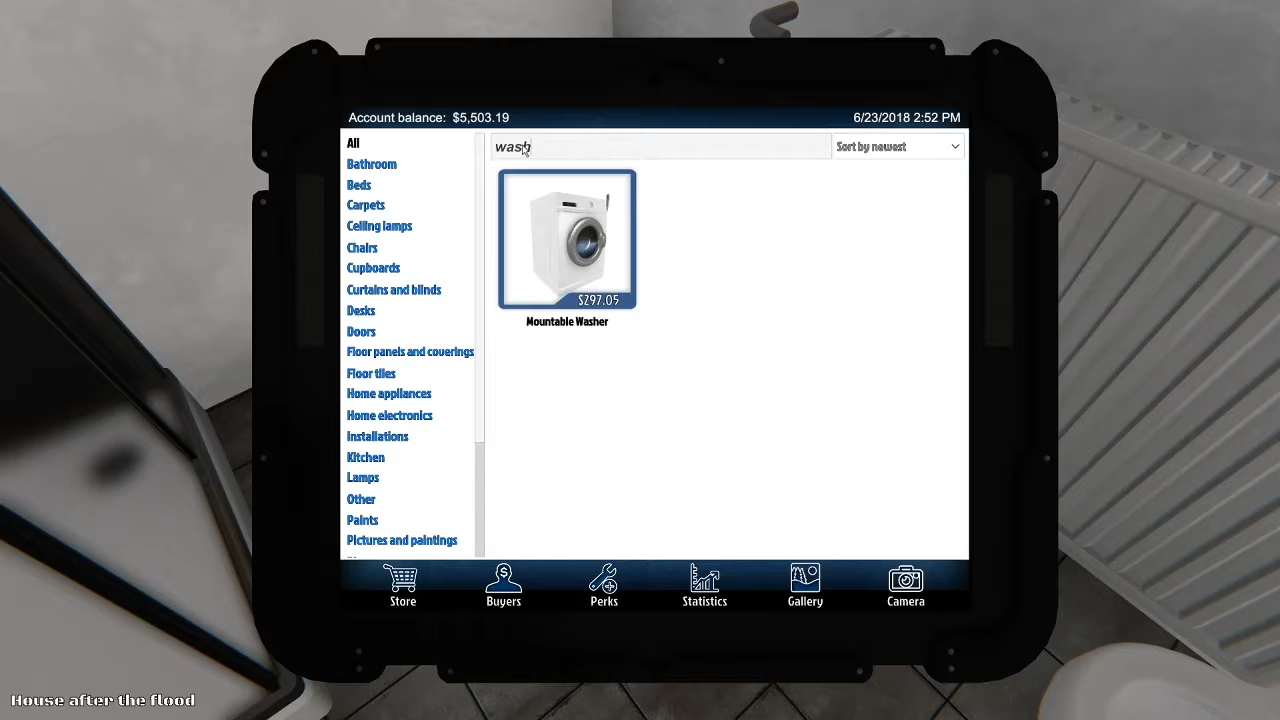 Account balance: $5,503.19
6/23/2018 2:52 PM
All
Bathroom
Beds
Carpets
Ceiling lamps
Chairs
Cupboards
Curtains and blinds
Desks
Doors
Floor panels and coverings
Floor tiles
Home appliances
Home electronics
Installations
Kitchen
Lamps
Other
Paints
Pictures and paintings
wash
Sort by newest
$297.05
Mountable Washer
Store
Buyers
Perks
Statistics
Gallery
Camera
House after the flood